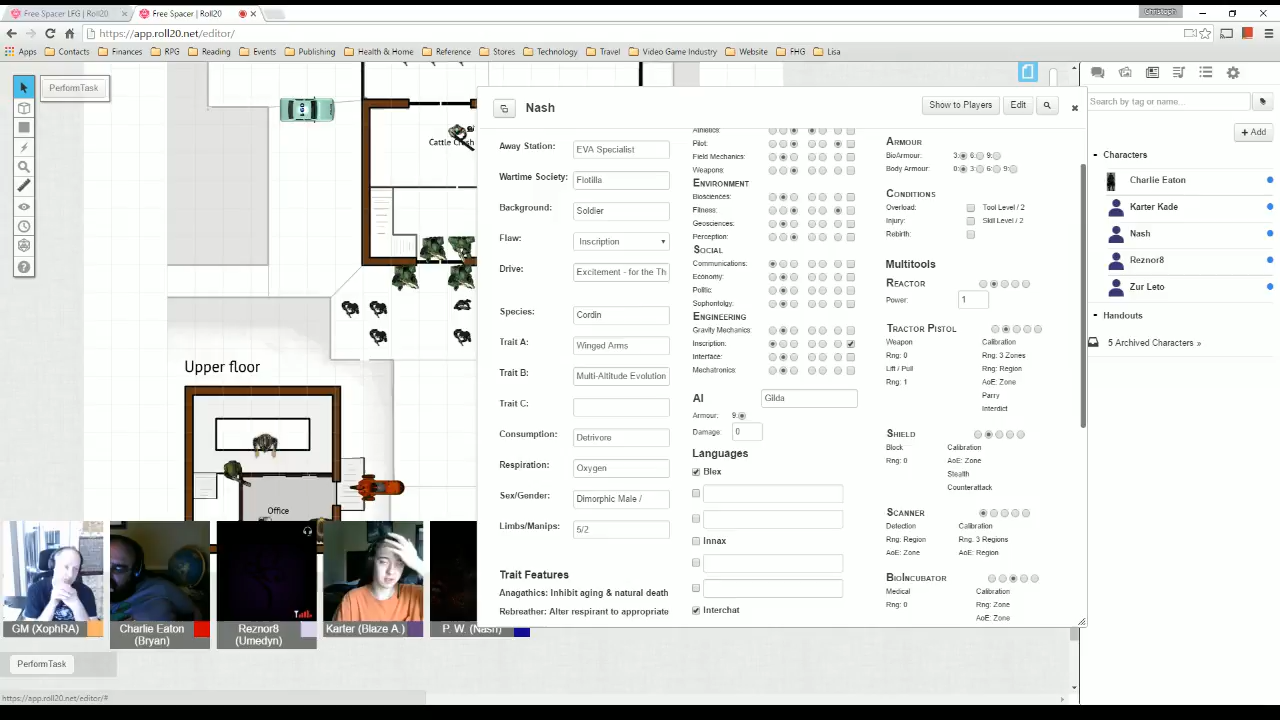 Free Spacer LFG | Roll20
Free Spacer | Roll20
Christoph
https://app.roll20.net/editor/
Apps
Contacts
Finances
RPG
Reading
Events
Publishing
Health & Home
Reference
Stores
Technology
Travel
Video Game Industry
Website
FHG
Lisa
PerformTask
Upper floor
Office
Nash
Show to Players
Edit
Away Station:
EVA Specialist
Wartime Society:
Flotilla
Background:
Soldier
Flaw:
Inscription
Drive:
Excitement - for the Th
Species:
Cordin
Trait A:
Winged Arms
Trait B:
Multi-Altitude Evolution
Trait C:
Consumption:
Detrivore
Respiration:
Oxygen
Sex/Gender:
Dimorphic Male /
Limbs/Manips:
5/2
Trait Features
Anagathics: Inhibit aging & natural death
Rebreather: Alter respirant to appropriate
Athletics:
Pilot:
Field Mechanics:
Weapons:
Environment
Biosciences:
Fitness:
Geosciences:
Perception:
Social
Communications:
Economy:
Politic:
Sophontolgy:
Engineering
Gravity Mechanics:
Inscription:
Interface:
Mechatronics:
AI
Gilda
Armour: 9:
Damage: 0
Languages
Blex
Innax
Interchat
Armour
BioArmour: 3: 6: 9:
Body Armour: 0: 3: 6: 9:
Conditions
Overload: Tool Level / 2
Injury: Skill Level / 2
Rebirth:
Multitools
Reactor
Power: 1
Tractor Pistol
Weapon Calibration
Rng: 0 Rng: 3 Zones
Lift / Pull Rng: Region
Rng: 1 AoE: Zone
Parry
Interdict
Shield
Block Calibration
Rng: 0 AoE: Zone
Stealth
Counterattack
Scanner
Detection Calibration
Rng: Region Rng. 3 Regions
AoE: Zone AoE: Region
BioIncubator
Medical Calibration
Rng: 0 Rng: Zone
AoE: Zone
Search by tag or name...
+ Add
Characters
Charlie Eaton
Karter Kade
Nash
Reznor8
Zur Leto
Handouts
5 Archived Characters »
GM (XophRA)
Charlie Eaton
(Bryan)
Reznor8
(Umedyn)
Karter (Blaze A.)
P. W. (Nash)
PerformTask
https://app.roll20.net/editor/#